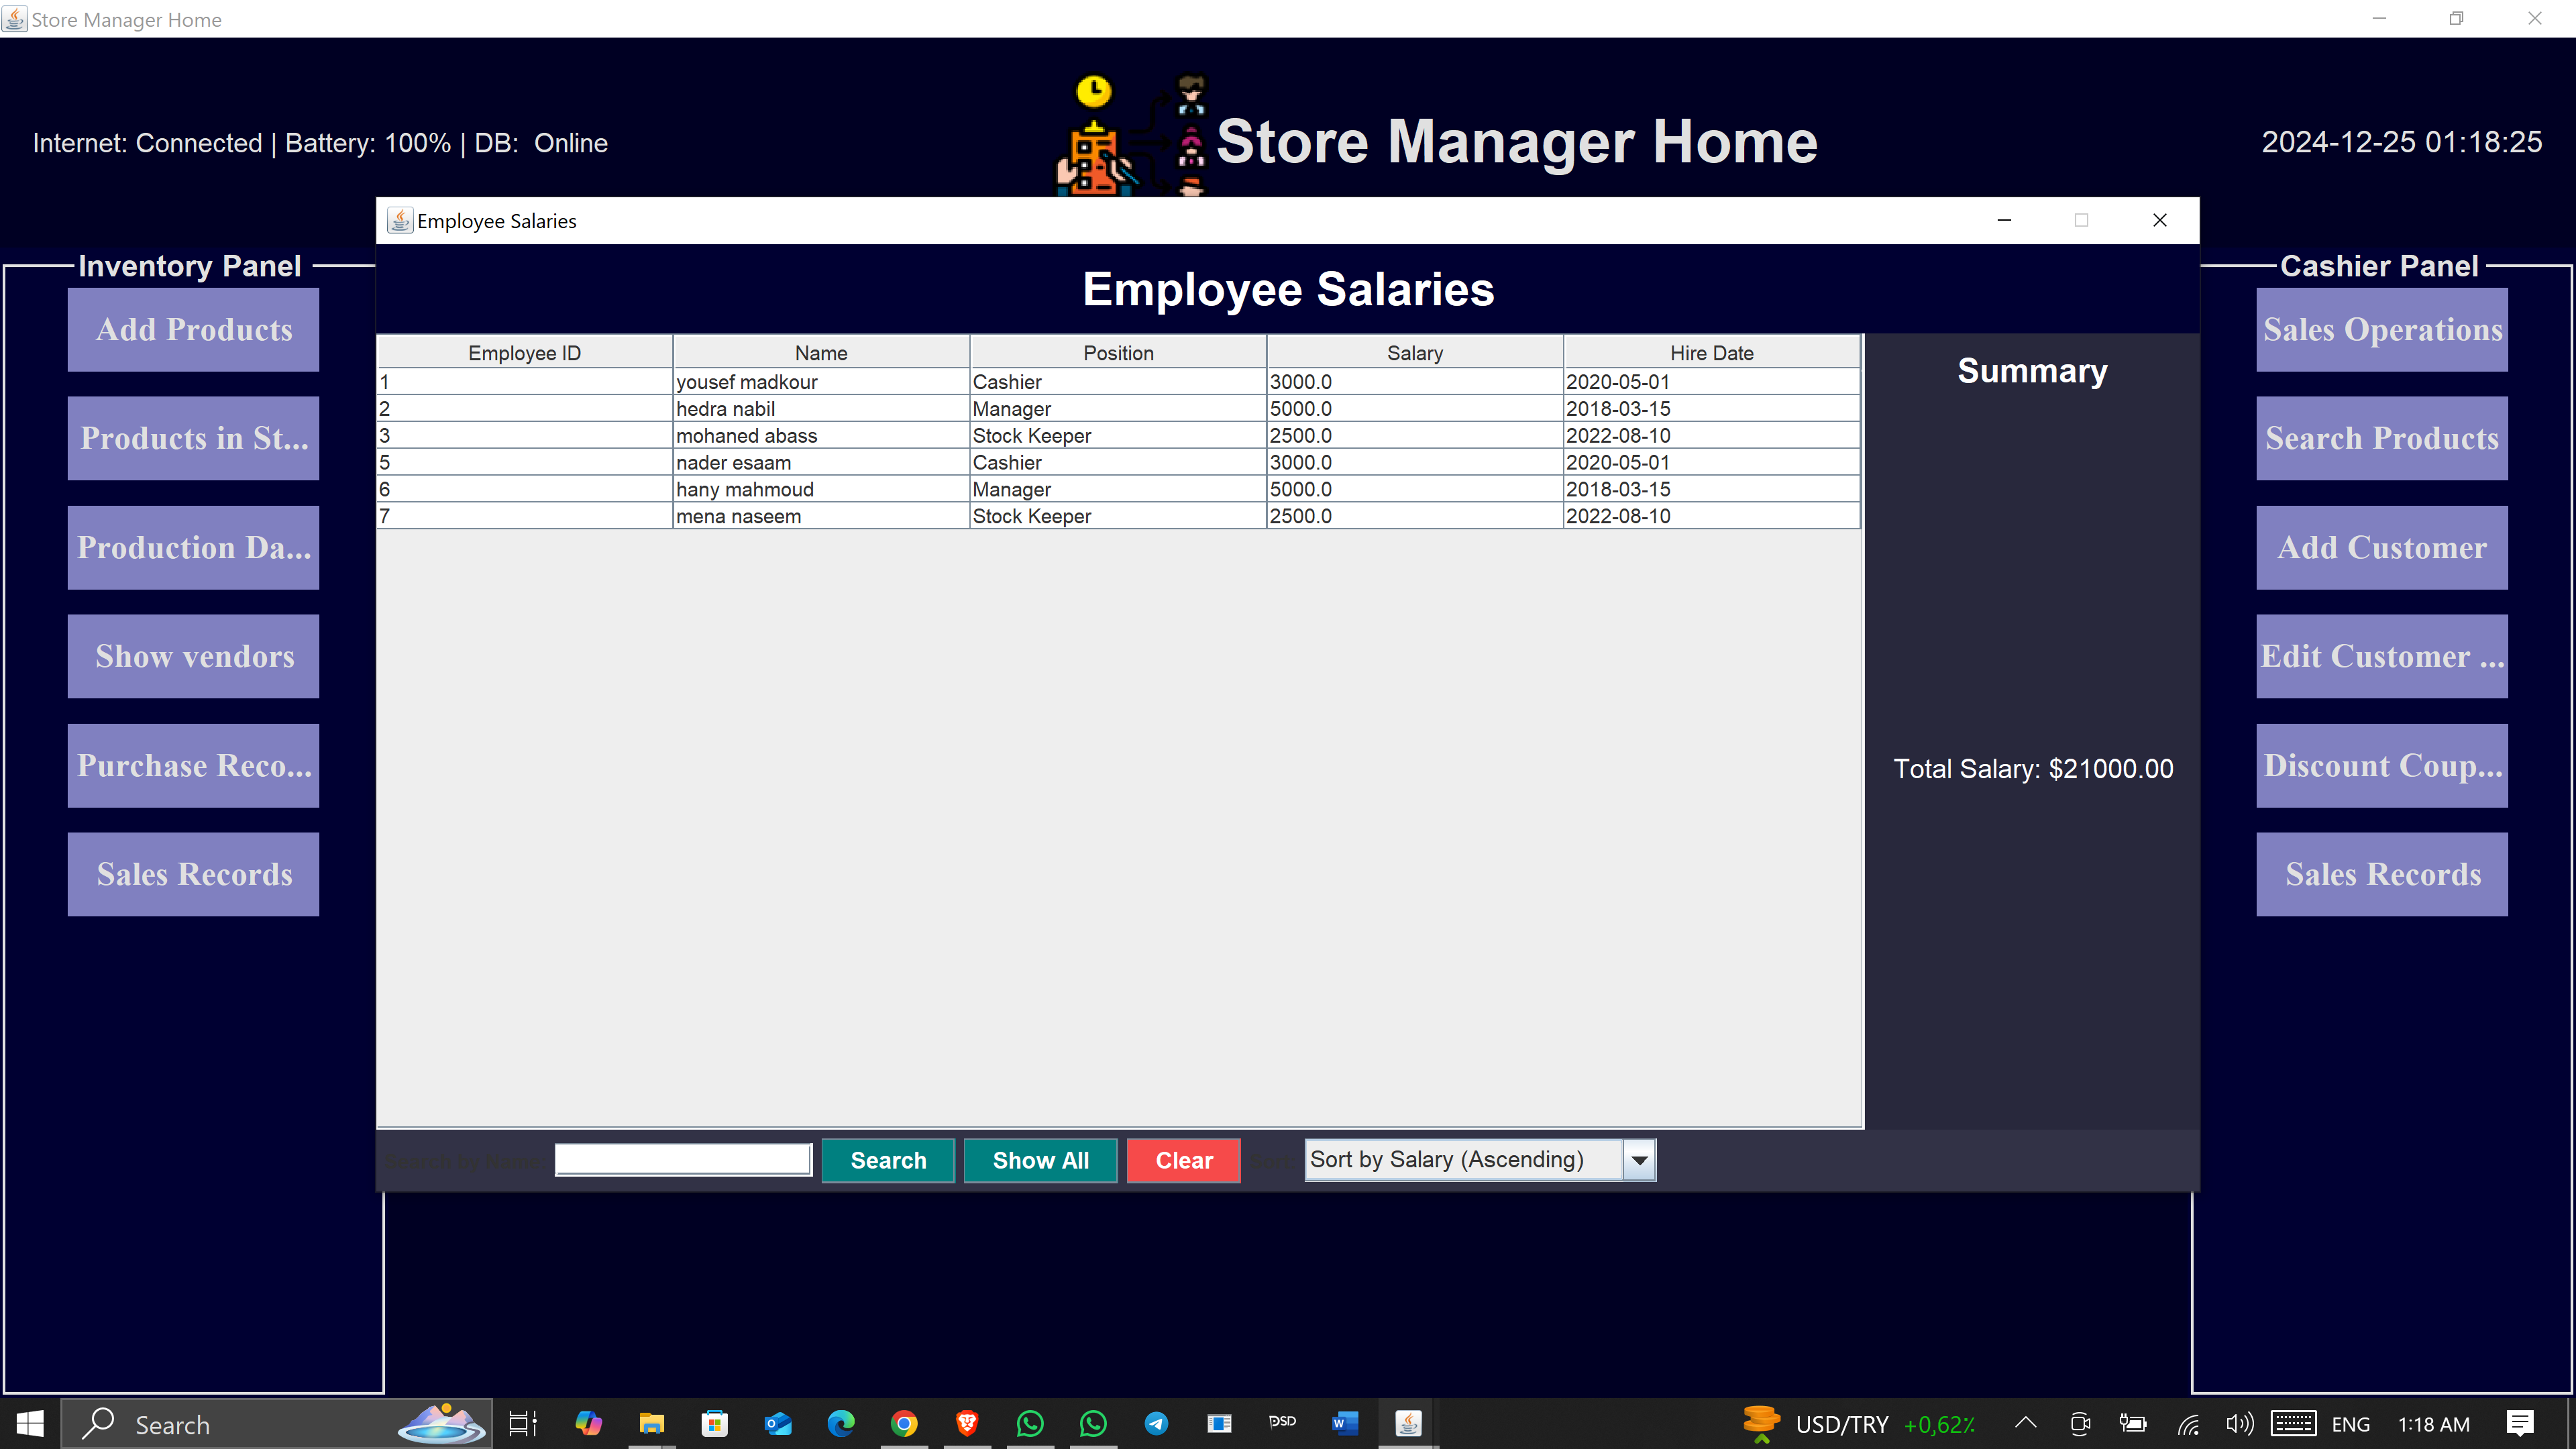 Store Manager Home
Internet: Connected | Battery: 100% | DB:  Online
Store Manager Home
2024-12-25 01:18:25
Inventory Panel
Add Products
Products in St...
Production Da...
Show vendors
Purchase Reco...
Sales Records
Employee Salaries
Employee Salaries
Employee ID Name Position Salary Hire Date
1 yousef madkour Cashier 3000.0 2020-05-01
2 hedra nabil Manager 5000.0 2018-03-15
3 mohaned abass Stock Keeper 2500.0 2022-08-10
5 nader esaam Cashier 3000.0 2020-05-01
6 hany mahmoud Manager 5000.0 2018-03-15
7 mena naseem Stock Keeper 2500.0 2022-08-10
Summary
Total Salary: $21000.00
Search Show All Clear Sort by Salary (Ascending)
Cashier Panel
Sales Operations
Search Products
Add Customer
Edit Customer ...
Discount Coup...
Sales Records
Search PSD USD/TRY +0,62% ENG 1:18 AM